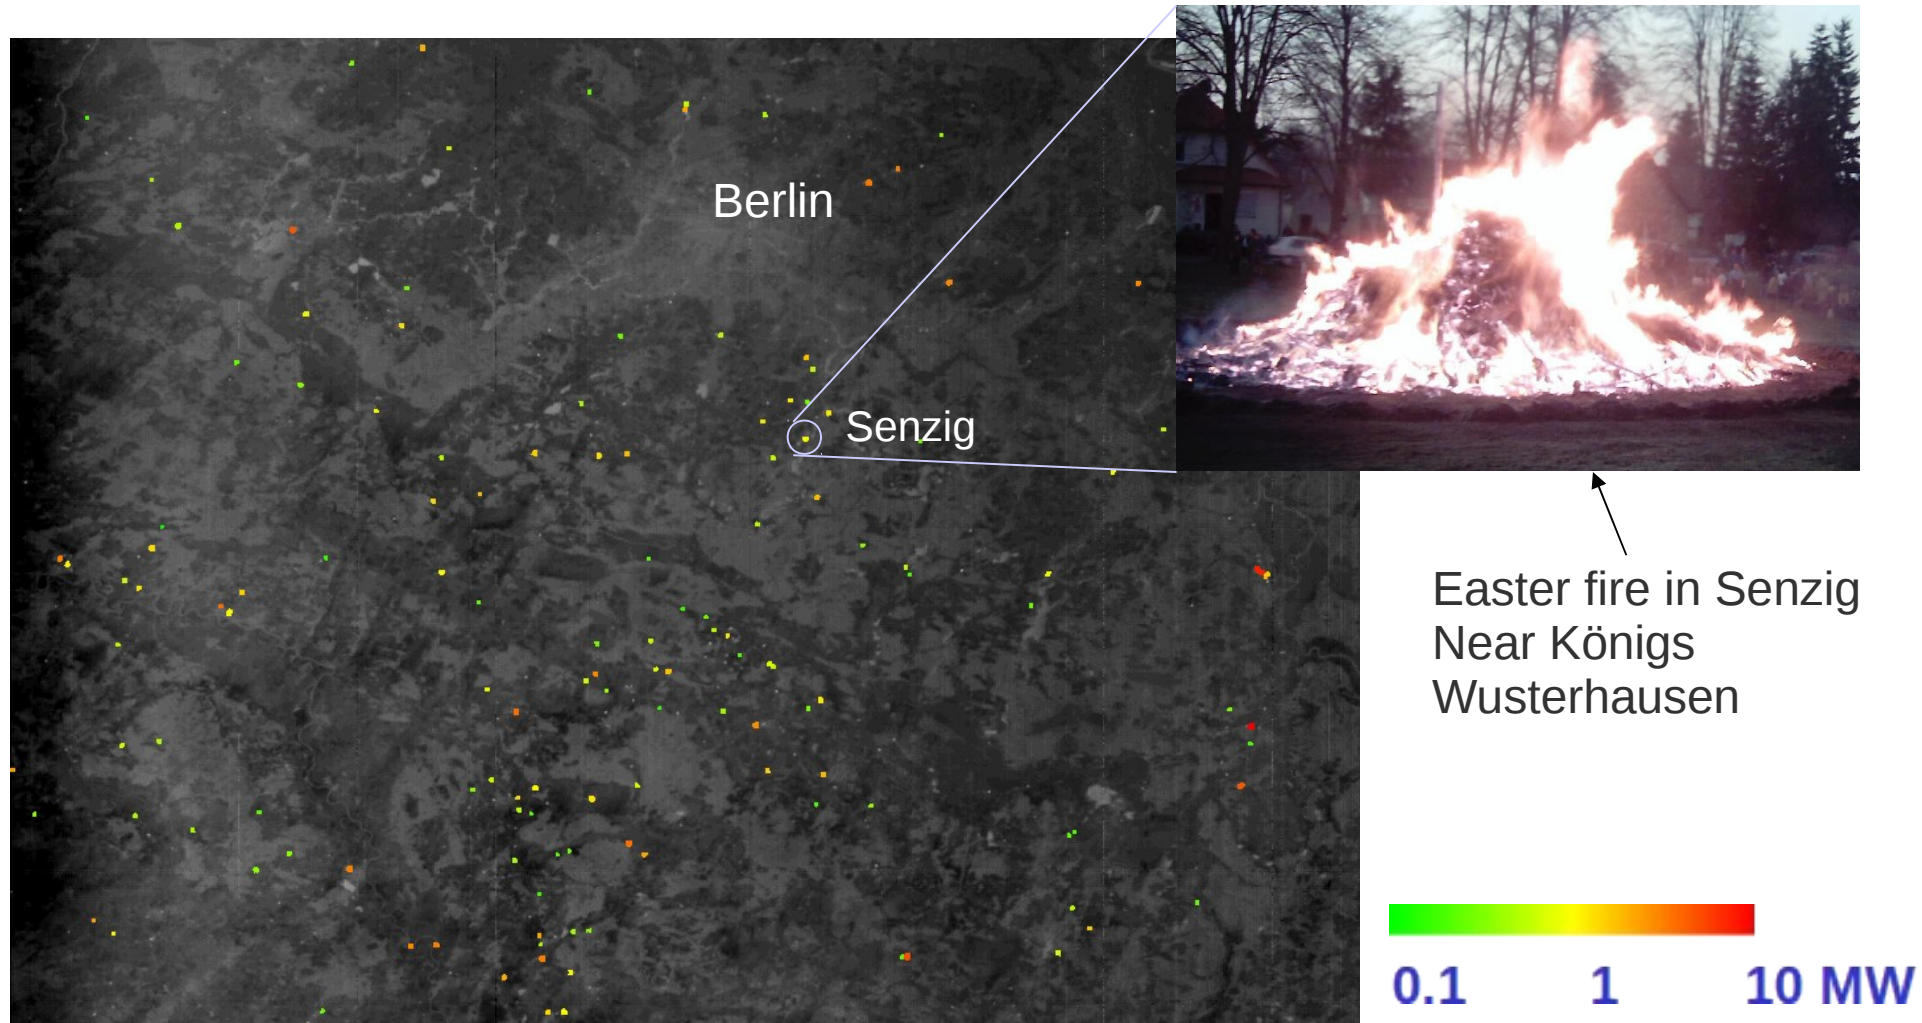 Berlin
Senzig
Easter fire in Senzig
Near Königs
Wusterhausen
0.1 1 10 MW